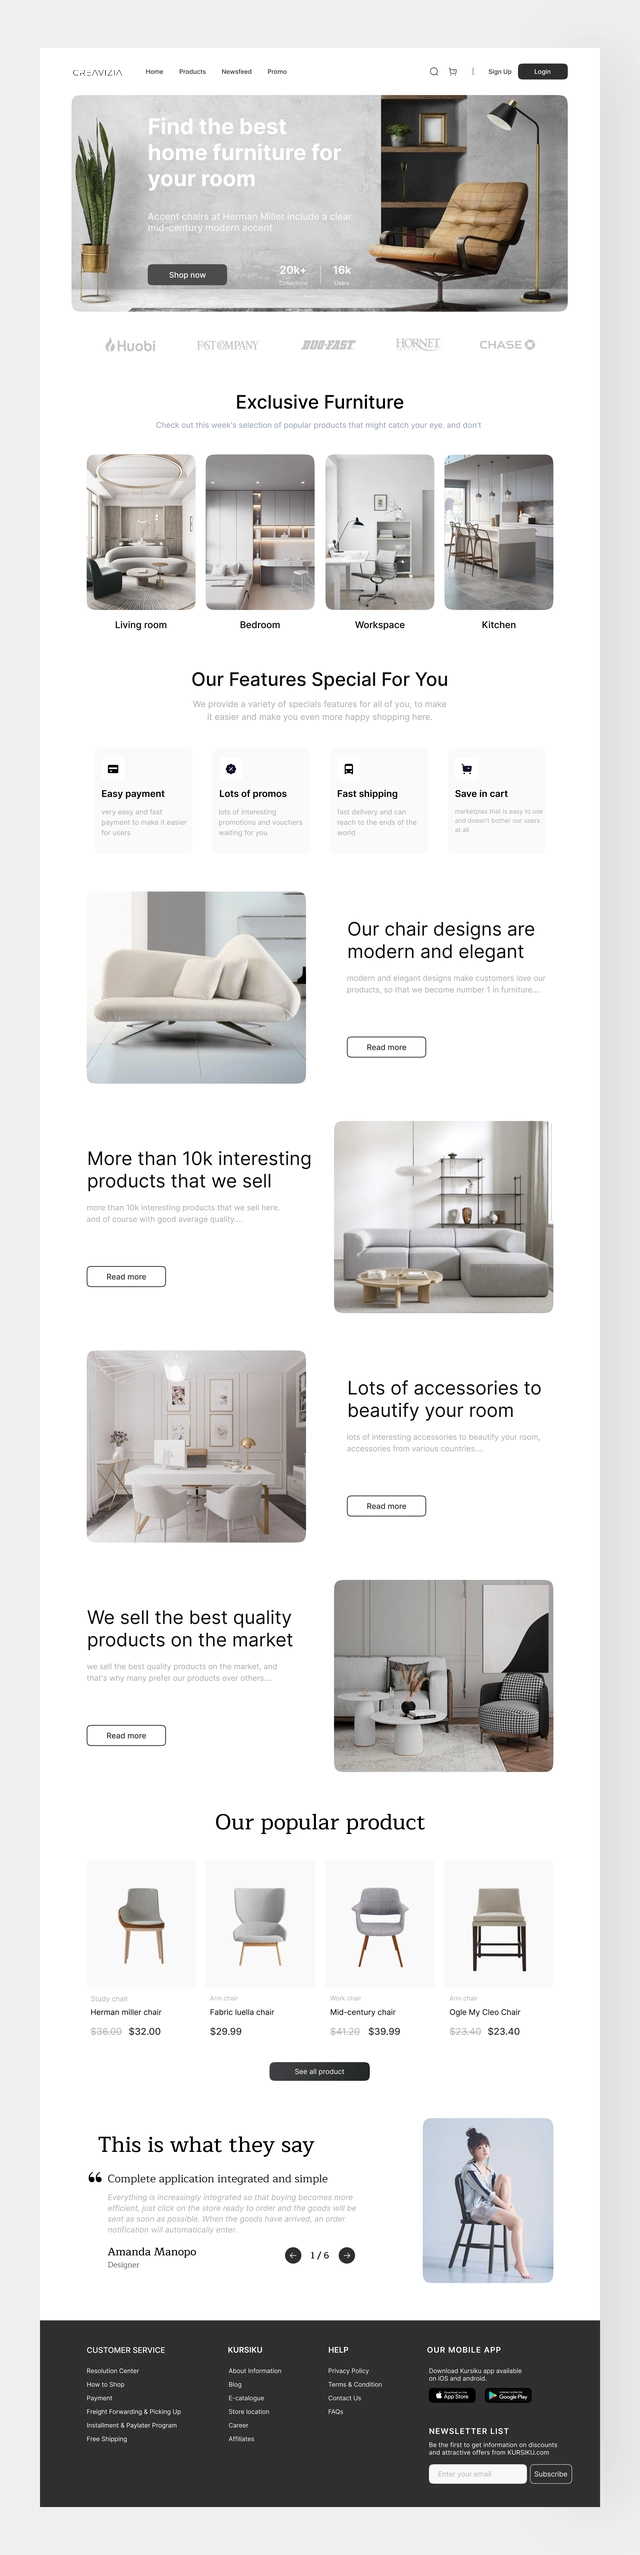 CREAVIZIA
Home
Products
Newsfeed
Promo
Sign Up
Login
Find the best
home furniture for
your room
Accent chairs at Herman Miller include a clear
mid-century modern accent
Shop now
20k+
Collections
16k
Users
Huobi
FAST COMPANY
DUO-FAST
HORNET
CHASE
Exclusive Furniture
Check out this week's selection of popular products that might catch your eye. and don't
Living room
Bedroom
Workspace
Kitchen
Our Features Special For You
We provide a variety of specials features for all of you, to make
it easier and make you even more happy shopping here.
Easy payment
very easy and fast
payment to make it easier
for users
Lots of promos
lots of interesting
promotions and vouchers
waiting for you
Fast shipping
fast delivery and can
reach to the ends of the
world
Save in cart
marketplas that is easy to use
and doesn't bother our users
at all
Our chair designs are
modern and elegant
modern and elegant designs make customers love our
products, so that we become number 1 in furniture....
Read more
More than 10k interesting
products that we sell
more than 10k interesting products that we sell here.
and of course with good average quality....
Read more
Lots of accessories to
beautify your room
lots of interesting accessories to beautify your room,
accessories from various countries....
Read more
We sell the best quality
products on the market
we sell the best quality products on the market, and
that's why many prefer our products over others....
Read more
Our popular product
Study chair
Herman miller chair
$36.00 $32.00
Arm chair
Fabric luella chair
$29.99
Work chair
Mid-century chair
$41.20 $39.99
Arm chair
Ogle My Cleo Chair
$23.40 $23.40
See all product
This is what they say
“ Complete application integrated and simple
Everything is increasingly integrated so that buying becomes more
efficient, just click on the store ready to order and the goods will be
sent as soon as possible. When the goods have arrived, an order
notification will automatically enter.
Amanda Manopo
Designer
1 / 6
CUSTOMER SERVICE
Resolution Center
How to Shop
Payment
Freight Forwarding & Picking Up
Installment & Paylater Program
Free Shipping
KURSIKU
About Information
Blog
E-catalogue
Store location
Career
Affiliates
HELP
Privacy Policy
Terms & Condition
Contact Us
FAQs
OUR MOBILE APP
Download Kursiku app available
on iOS and android.
App Store
Google Play
NEWSLETTER LIST
Be the first to get information on discounts
and attractive offers from KURSIKU.com
Enter your email
Subscribe